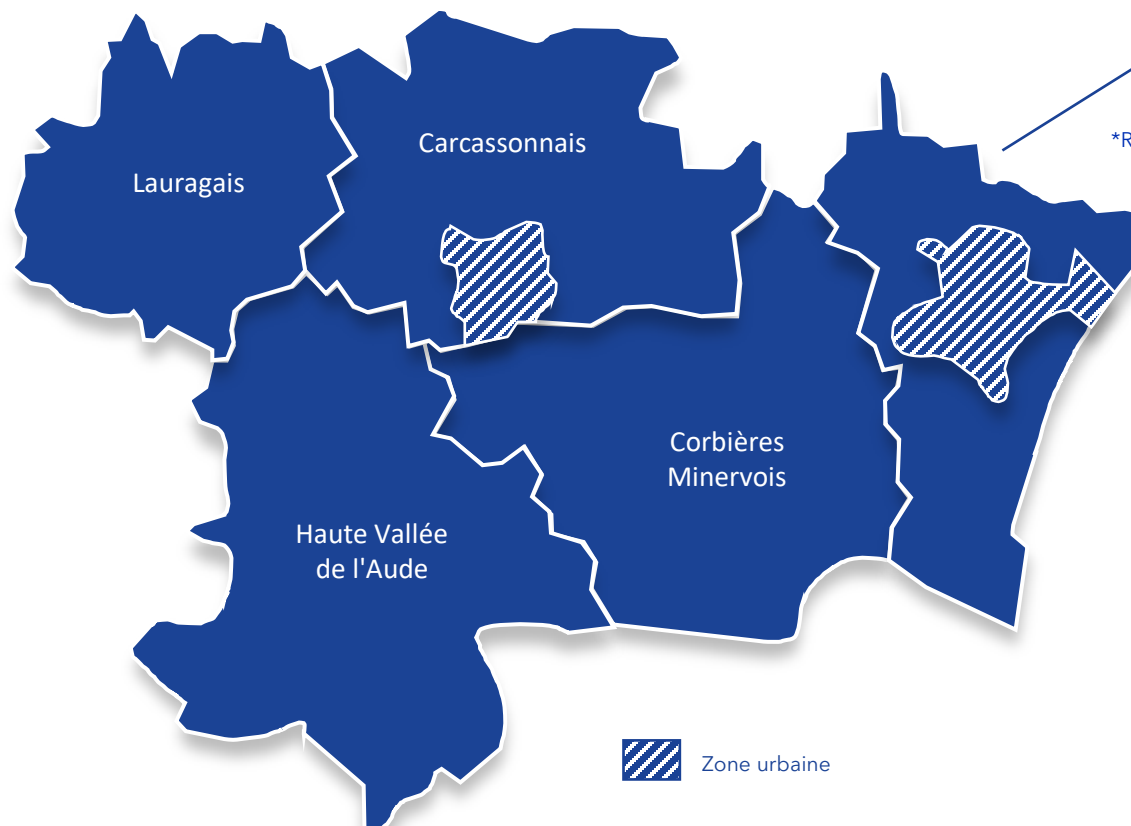 Carcassonnais
*R
Lauragais
Corbières
Minervois
Haute Vallée
de l'Aude
Zone urbaine